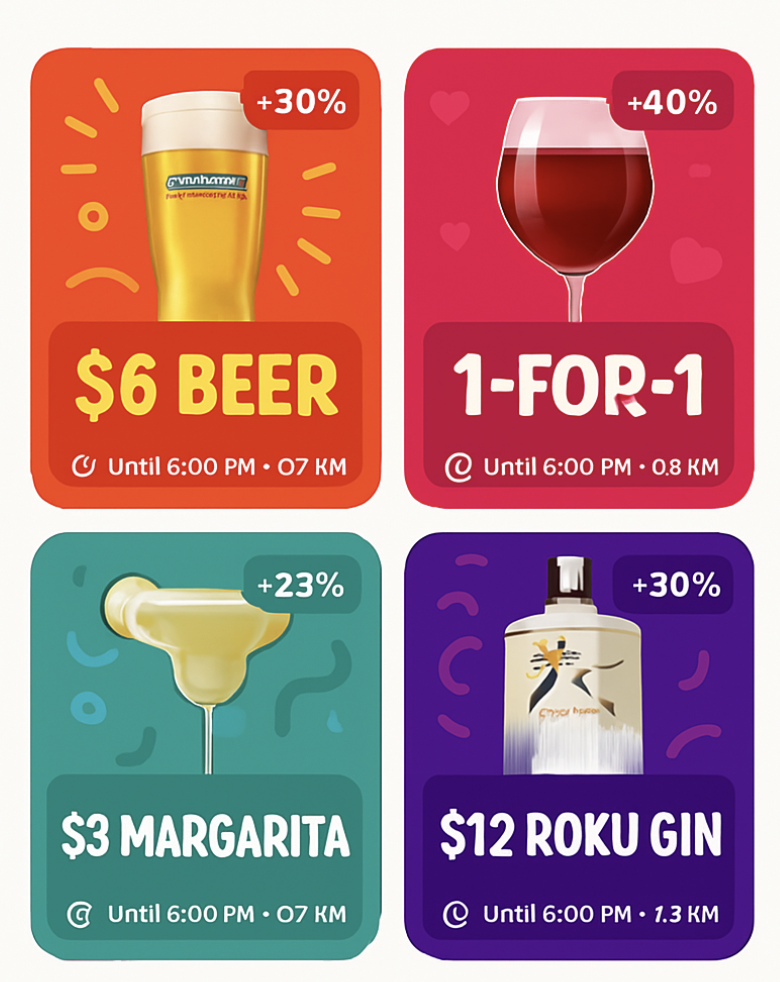 +30%
$6 BEER
Until 6:00 PM • 07 KM
+40%
1-FOR-1
Until 6:00 PM • 0.8 KM
+23%
$3 MARGARITA
Until 6:00 PM • 07 KM
+30%
$12 ROKU GIN
Until 6:00 PM • 1.3 KM